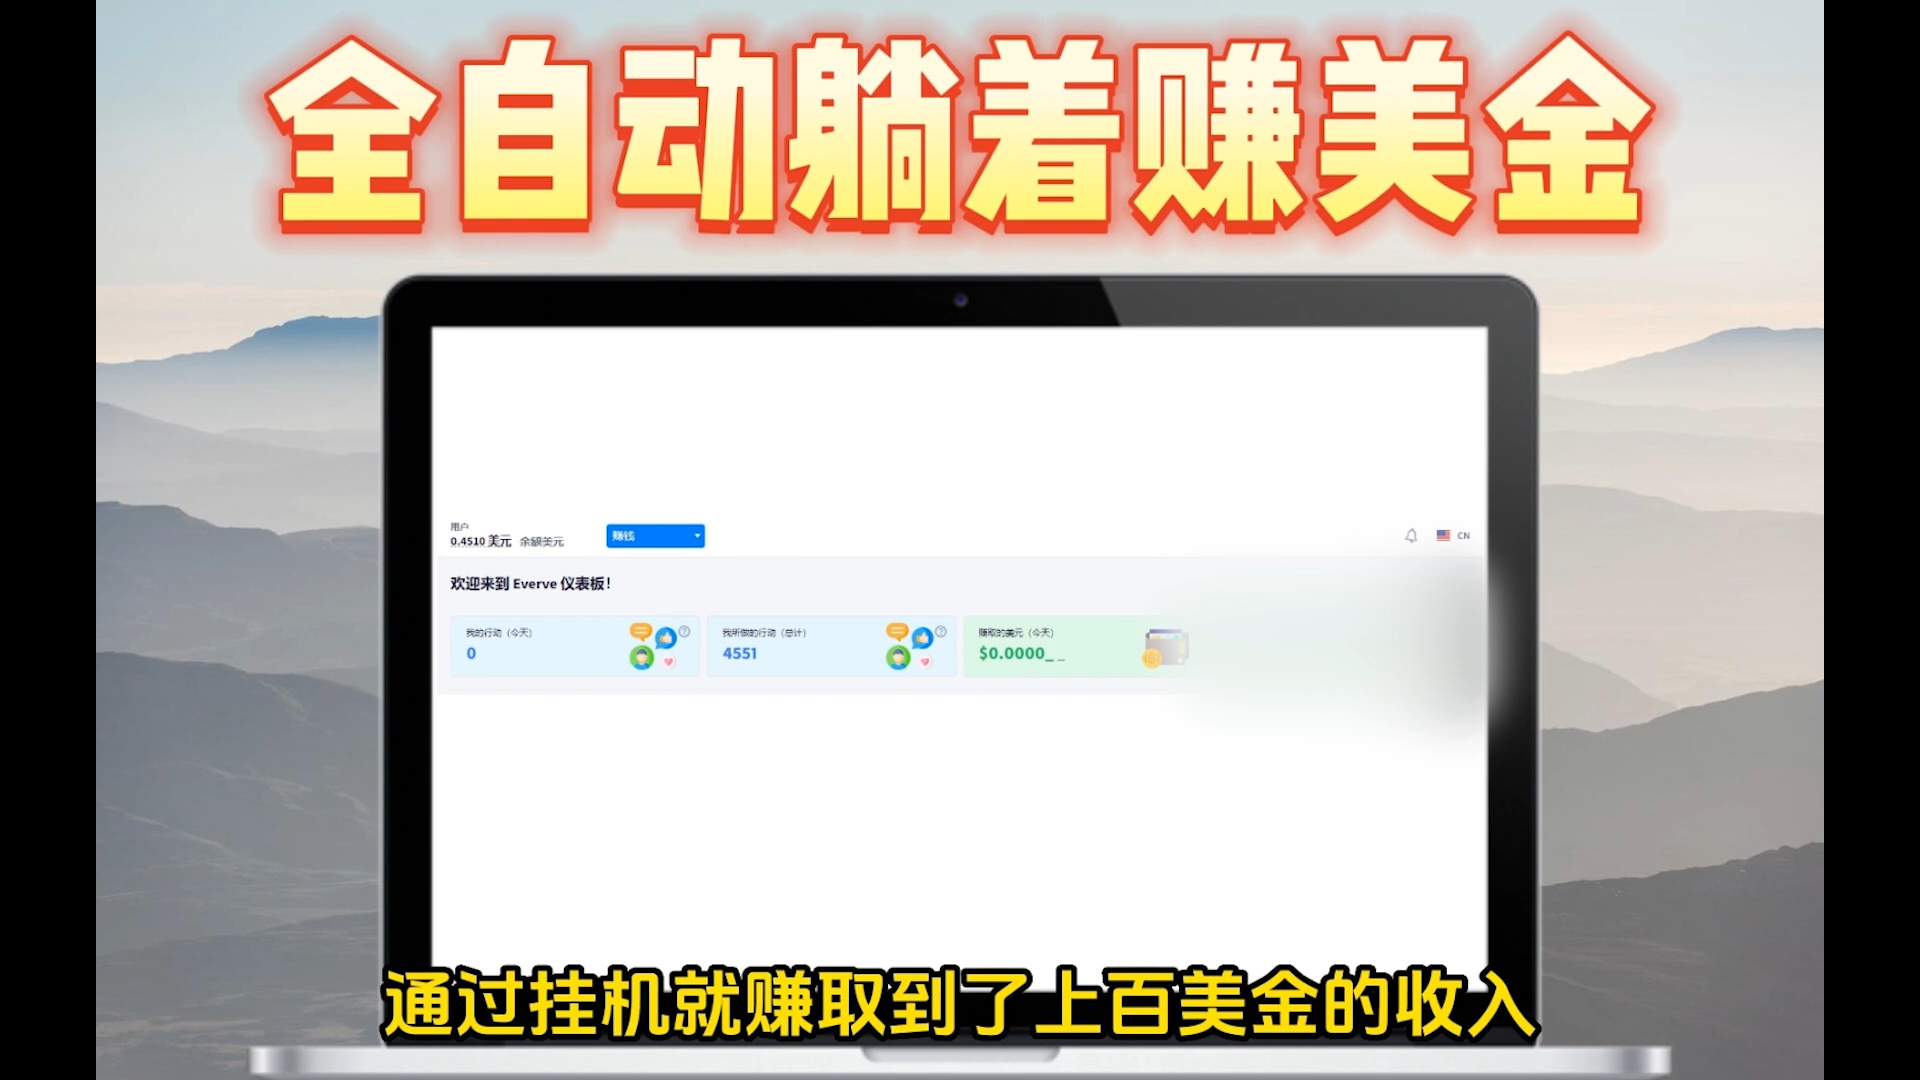 全自动躺着赚美金
用户
0.4510 美元 余额美元
赚钱
CN
欢迎来到 Everve 仪表板！
我的行动（今天）
0
我所做的行动（总计）
4551
赚取的美元（今天）
$0.0000_ _
通过挂机就赚取到了上百美金的收入